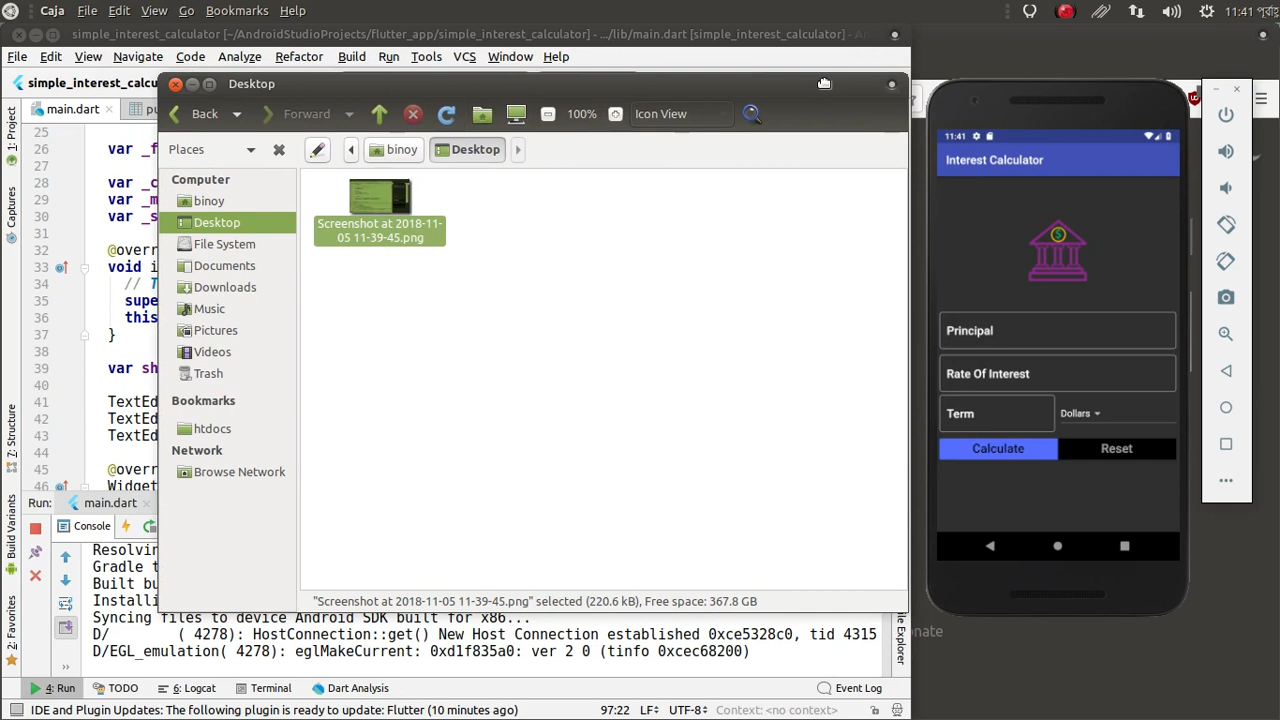 Caja File Edit View Go Bookmarks Help 11:41 পূর্বাহ্ণ
simple_interest_calculator [~/AndroidStudioProjects/flutter_app/simple_interest_calculator] - .../lib/main.dart [simple_interest_calculator] - A
File Edit View Navigate Code Analyze Refactor Build Run Tools VCS Window Help
simple_interest_calcu
Desktop
main.dart
Back Forward 100% Icon View
Places binoy Desktop
Computer
binoy
Desktop
File System
Documents
Downloads
Music
Pictures
Videos
Trash
Bookmarks
htdocs
Network
Browse Network
Screenshot at 2018-11-
05 11-39-45.png
"Screenshot at 2018-11-05 11-39-45.png" selected (220.6 kB), Free space: 367.8 GB
1: Project
Captures
7: Structure
Build Variants
2: Favorites
25
26 var _f
27
28 var _c
29 var _m
30 var _s
32 @overr
33 void i
34 // T
35 supe
36 this
37 }
38
39 var sh
40
41 TextEd
42 TextEd
43 TextEd
44
45 @overr
46 Widge
Run: main.dart
Console
Resolvin
Gradle t
Built bu
Installi
Syncing files to device Android SDK built for x86...
D/ ( 4278): HostConnection::get() New Host Connection established 0xce5328c0, tid 4315
D/EGL_emulation( 4278): eglMakeCurrent: 0xd1f835a0: ver 2 0 (tinfo 0xcec68200)
4: Run TODO 6: Logcat Terminal Dart Analysis Event Log
IDE and Plugin Updates: The following plugin is ready to update: Flutter (10 minutes ago) 97:22 LF UTF-8 Context: <no context>
11:41
Interest Calculator
Principal
Rate Of Interest
Term Dollars
Calculate Reset
onate